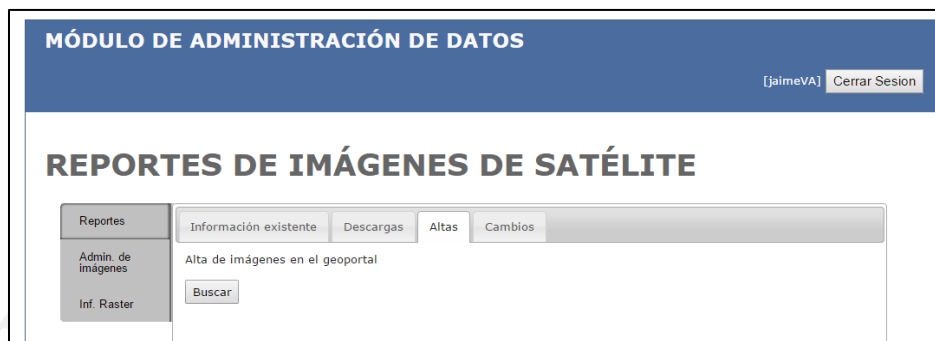 MÓDULO DE ADMINISTRACIÓN DE DATOS
[jaimeVA] Cerrar Sesion
REPORTES DE IMÁGENES DE SATÉLITE
Reportes
Admin. de
imágenes
Inf. Raster
Información existente Descargas Altas Cambios
Alta de imágenes en el geoportal
Buscar